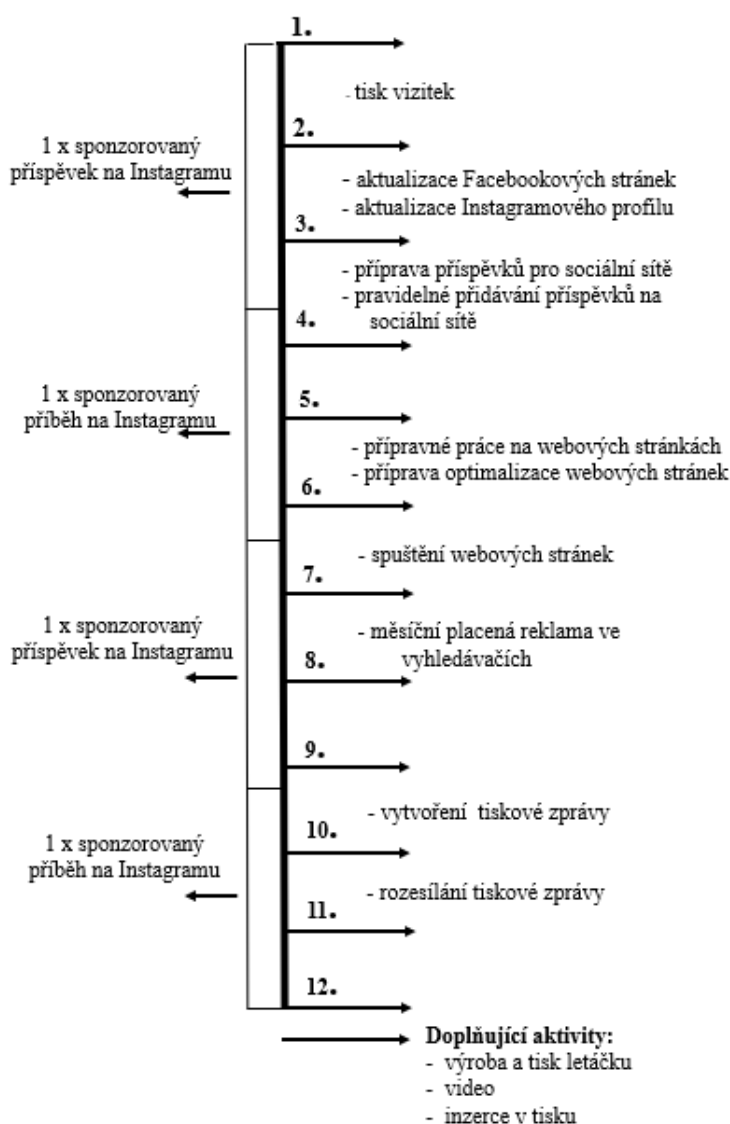 1.
- tisk vizitek
2.
1 x sponzorovaný
příspěvek na Instagramu
- aktualizace Facebookových stránek
- aktualizace Instagramového profilu
3.
- příprava příspěvků pro sociální sítě
- pravidelné přidávání příspěvků na
sociální sítě
4.
1 x sponzorovaný
příběh na Instagramu
5.
- přípravné práce na webových stránkách
- příprava optimalizace webových stránek
6.
- spuštění webových stránek
7.
1 x sponzorovaný
příspěvek na Instagramu
- měsíční placená reklama ve
vyhledávačích
8.
9.
- vytvoření tiskové zprávy
10.
1 x sponzorovaný
příběh na Instagramu
- rozesílání tiskové zprávy
11.
12.
Doplňující aktivity:
- výroba a tisk letáčku
- video
- inzerce v tisku